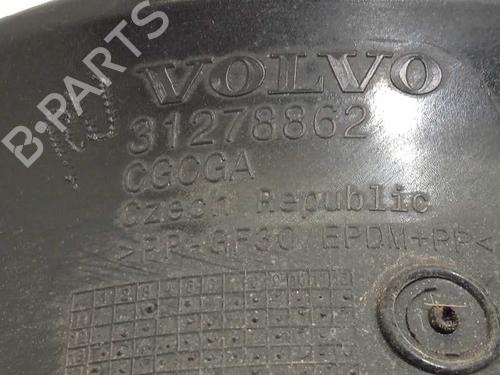 B-PARTS
VOLVO
31278862
CGCGA
Czech Republic
>PP-GF30 EPDM+PP<